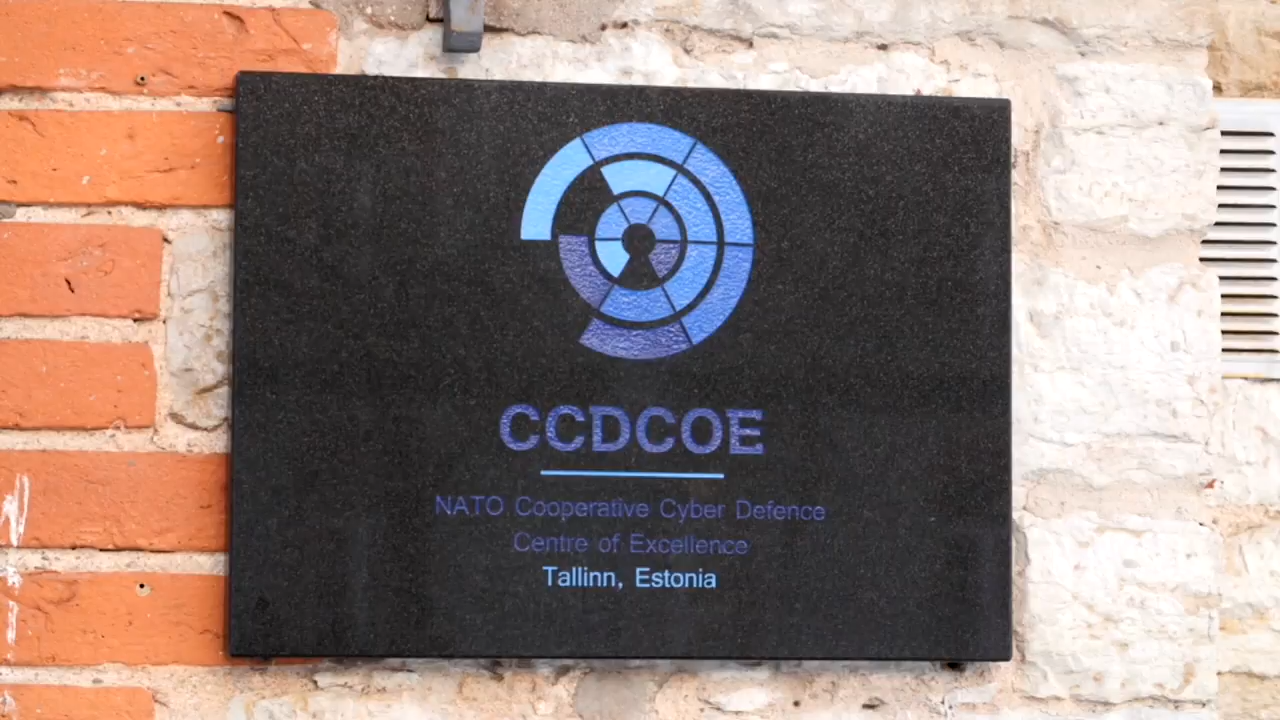 CCDCOE
NATO Cooperative Cyber Defence
Centre of Excellence
Tallinn, Estonia